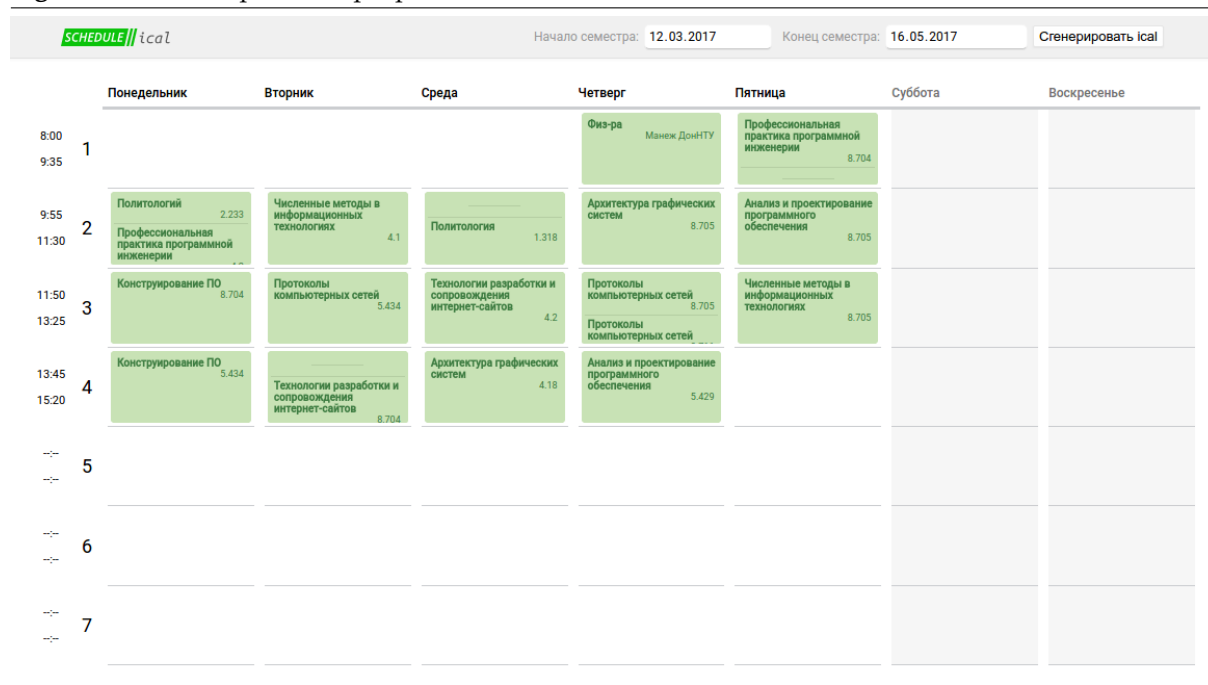 SCHEDULE// ical
Начало семестра: 12.03.2017 Конец семестра: 16.05.2017 Сгенерировать ical
Понедельник Вторник Среда Четверг Пятница Суббота Воскресенье
8:00
9:35
1
Физ-ра
Манеж ДонНТУ
Профессиональная
практика программной
инженерии
8.704
9:55
11:30
2
Политологий
2.233
Профессиональная
практика программной
инженерии
Численные методы в
информационных
технологиях
4.1
Политология
1.318
Архитектура графических
систем
8.705
Анализ и проектирование
программного
обеспечения
8.705
11:50
13:25
3
Конструирование ПО
8.704
Протоколы
компьютерных сетей
5.434
Технологии разработки и
сопровождения
интернет-сайтов
4.2
Протоколы
компьютерных сетей
8.705
Протоколы
компьютерных сетей
Численные методы в
информационных
технологиях
8.705
13:45
15:20
4
Конструирование ПО
5.434
Технологии разработки и
сопровождения
интернет-сайтов
8.704
Архитектура графических
систем
4.18
Анализ и проектирование
программного
обеспечения
5.429
--:--
--:--
5
--:--
--:--
6
--:--
--:--
7